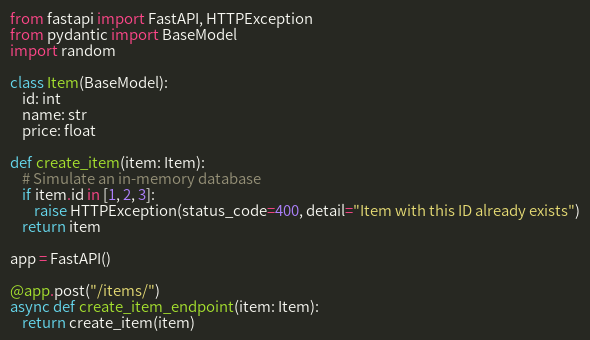 from fastapi import FastAPI, HTTPException
from pydantic import BaseModel
import random

class Item(BaseModel):
    id: int
    name: str
    price: float

def create_item(item: Item):
    # Simulate an in-memory database
    if item.id in [1, 2, 3]:
        raise HTTPException(status_code=400, detail="Item with this ID already exists")
    return item

app = FastAPI()

@app.post("/items/")
async def create_item_endpoint(item: Item):
    return create_item(item)